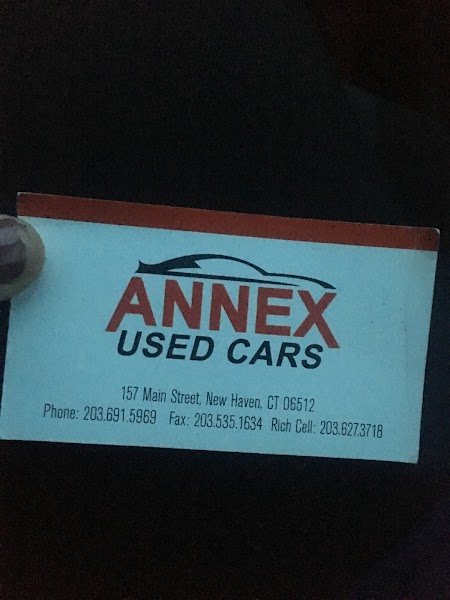 ANNEX
USED CARS
157 Main Street, New Haven, CT 06512
Phone: 203.691.5969 Fax: 203.535.1634 Rich Cell: 203.627.3718